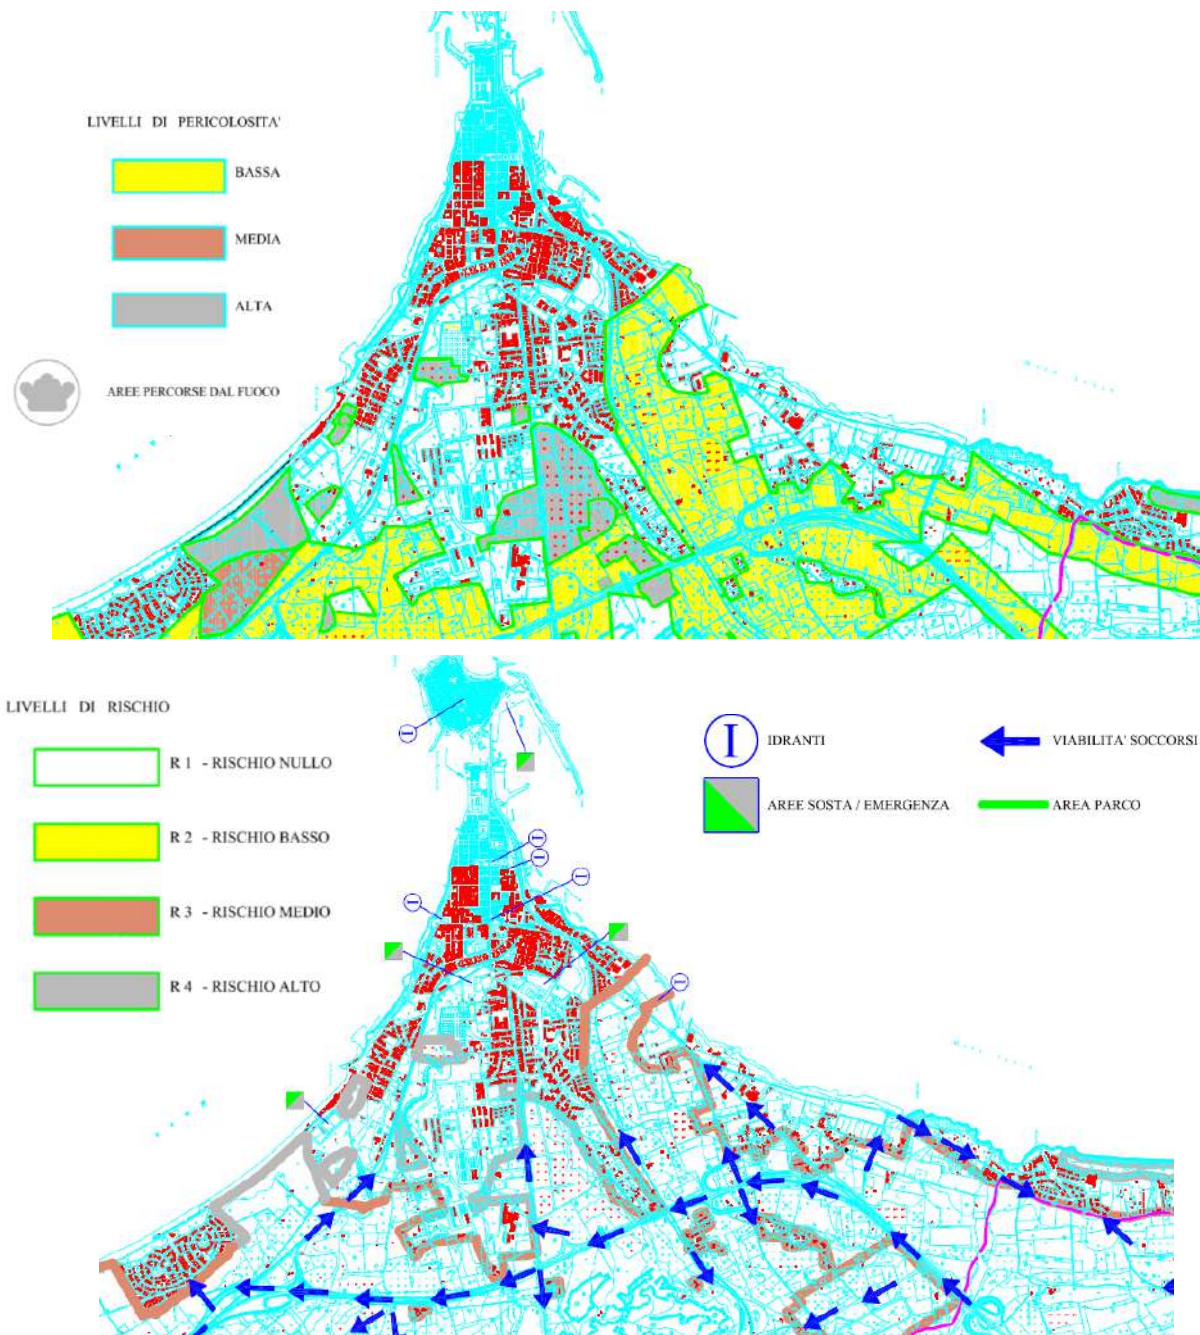 LIVELLI DI PERICOLOSITA'
BASSA
MEDIA
ALTA
AREE PERCORSE DAL FUOCO
LIVELLI DI RISCHIO
R 1 - RISCHIO NULLO
R 2 - RISCHIO BASSO
R 3 - RISCHIO MEDIO
R 4 - RISCHIO ALTO
I IDRANTI
VIABILITA' SOCCORSI
AREE SOSTA / EMERGENZA
AREA PARCO
I
I
I
I
I
I